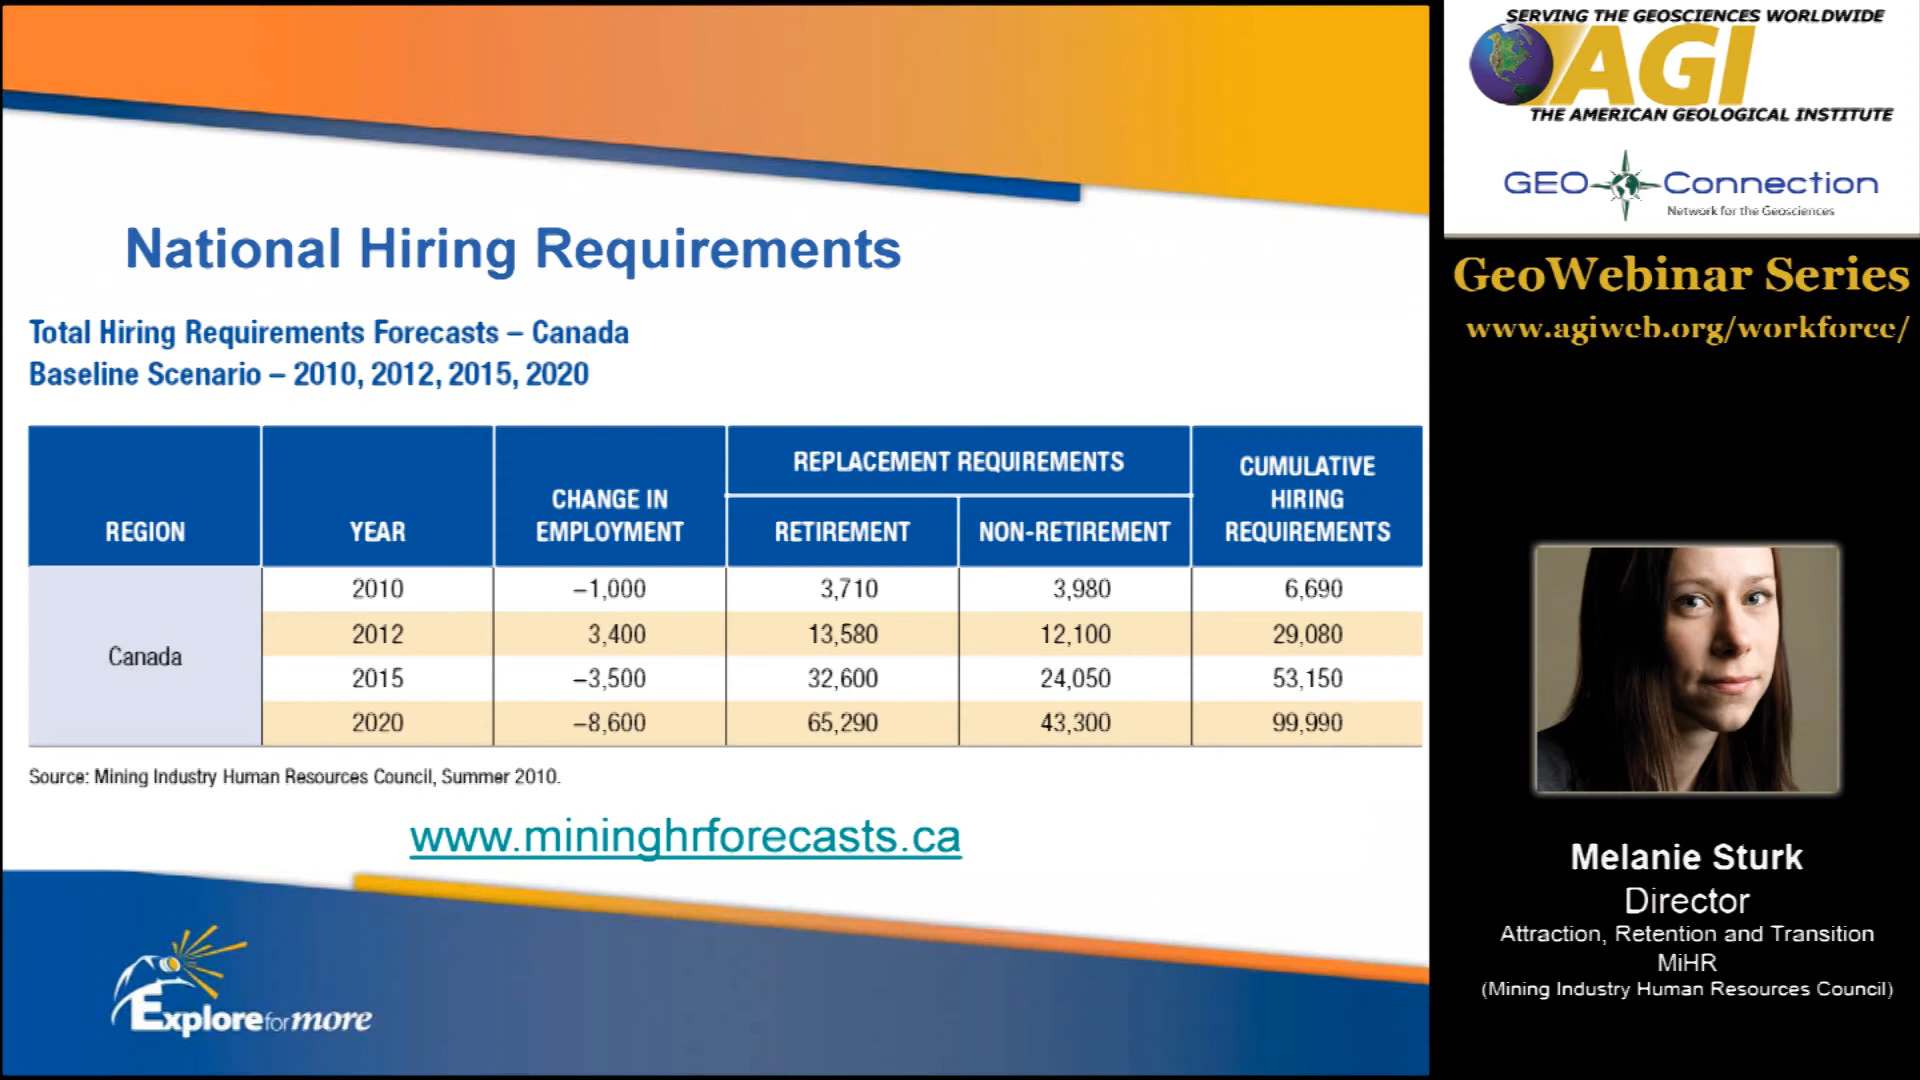 National Hiring Requirements
Total Hiring Requirements Forecasts – Canada
Baseline Scenario – 2010, 2012, 2015, 2020
REGION YEAR CHANGE IN EMPLOYMENT REPLACEMENT REQUIREMENTS RETIREMENT NON-RETIREMENT CUMULATIVE HIRING REQUIREMENTS
Canada
2010 –1,000 3,710 3,980 6,690
2012 3,400 13,580 12,100 29,080
2015 –3,500 32,600 24,050 53,150
2020 –8,600 65,290 43,300 99,990
Source: Mining Industry Human Resources Council, Summer 2010.
www.mininghrforecasts.ca
Explore for more
SERVING THE GEOSCIENCES WORLDWIDE
AGI
THE AMERICAN GEOLOGICAL INSTITUTE
GEO Connection
Network for the Geosciences
GeoWebinar Series
www.agiweb.org/workforce/
Melanie Sturk
Director
Attraction, Retention and Transition
MiHR
(Mining Industry Human Resources Council)